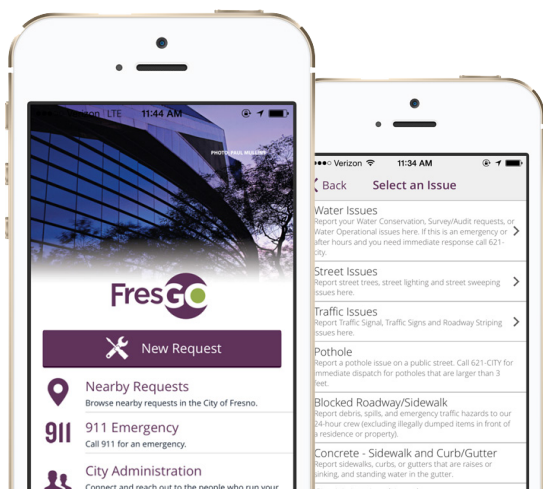 Verizon LTE 11:44 AM
PHOTO: PAUL MULLINS
FresGO
New Request
Nearby Requests
Browse nearby requests in the City of Fresno.
911
911 Emergency
Call 911 for an emergency.
City Administration
Connect and reach out to the people who run your
Verizon 11:34 AM
Back Select an Issue
Water Issues
Report your Water Conservation, Survey/Audit requests, or
Water Operational issues here. If this is an emergency or
after hours and you need immediate response call 621-
city.
Street Issues
Report street trees, street lighting and street sweeping
issues here.
Traffic Issues
Report Traffic Signal, Traffic Signs and Roadway Striping
issues here.
Pothole
Report a pothole issue on a public street. Call 621-CITY for
immediate dispatch for potholes that are larger than 3
feet.
Blocked Roadway/Sidewalk
Report debris, spills, and emergency traffic hazards to our
24-hour crew (excluding illegally dumped items in front of
a residence or property).
Concrete - Sidewalk and Curb/Gutter
Report sidewalks, curbs, or gutters that are raises or
sinking, and standing water in the gutter.